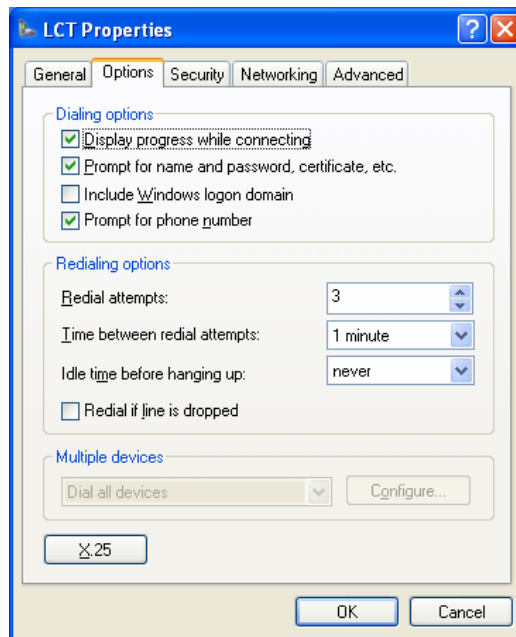 LCT Properties
General Options Security Networking Advanced
Dialing options
Display progress while connecting
Prompt for name and password, certificate, etc.
Include Windows logon domain
Prompt for phone number
Redialing options
Redial attempts: 3
Time between redial attempts: 1 minute
Idle time before hanging up: never
Redial if line is dropped
Multiple devices
Dial all devices Configure...
X.25
OK Cancel